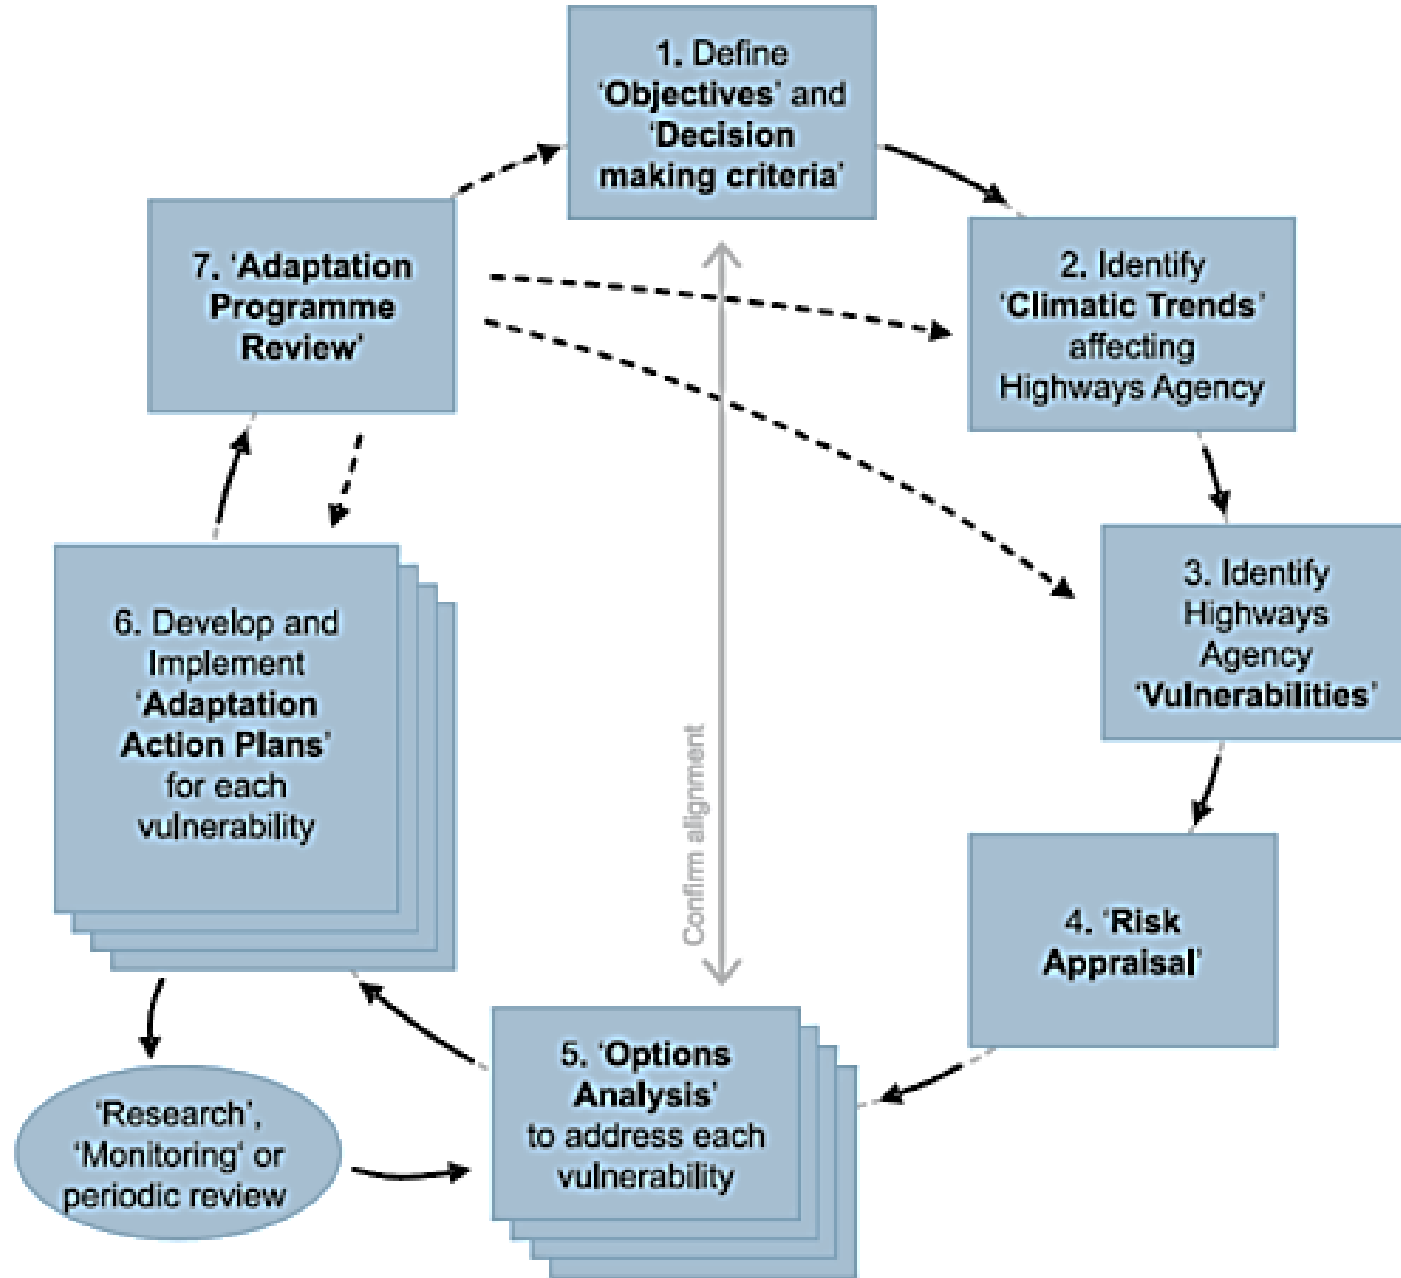 1. Define
‘Objectives’ and
‘Decision
making criteria’
2. Identify
‘Climatic Trends’
affecting
Highways Agency
3. Identify
Highways
Agency
‘Vulnerabilities’
4. ‘Risk
Appraisal’
5. ‘Options
Analysis’
to address each
vulnerability
6. Develop and
Implement
‘Adaptation
Action Plans’
for each
vulnerability
7. ‘Adaptation
Programme
Review’
‘Research’,
‘Monitoring‘ or
periodic review
Confirm alignment